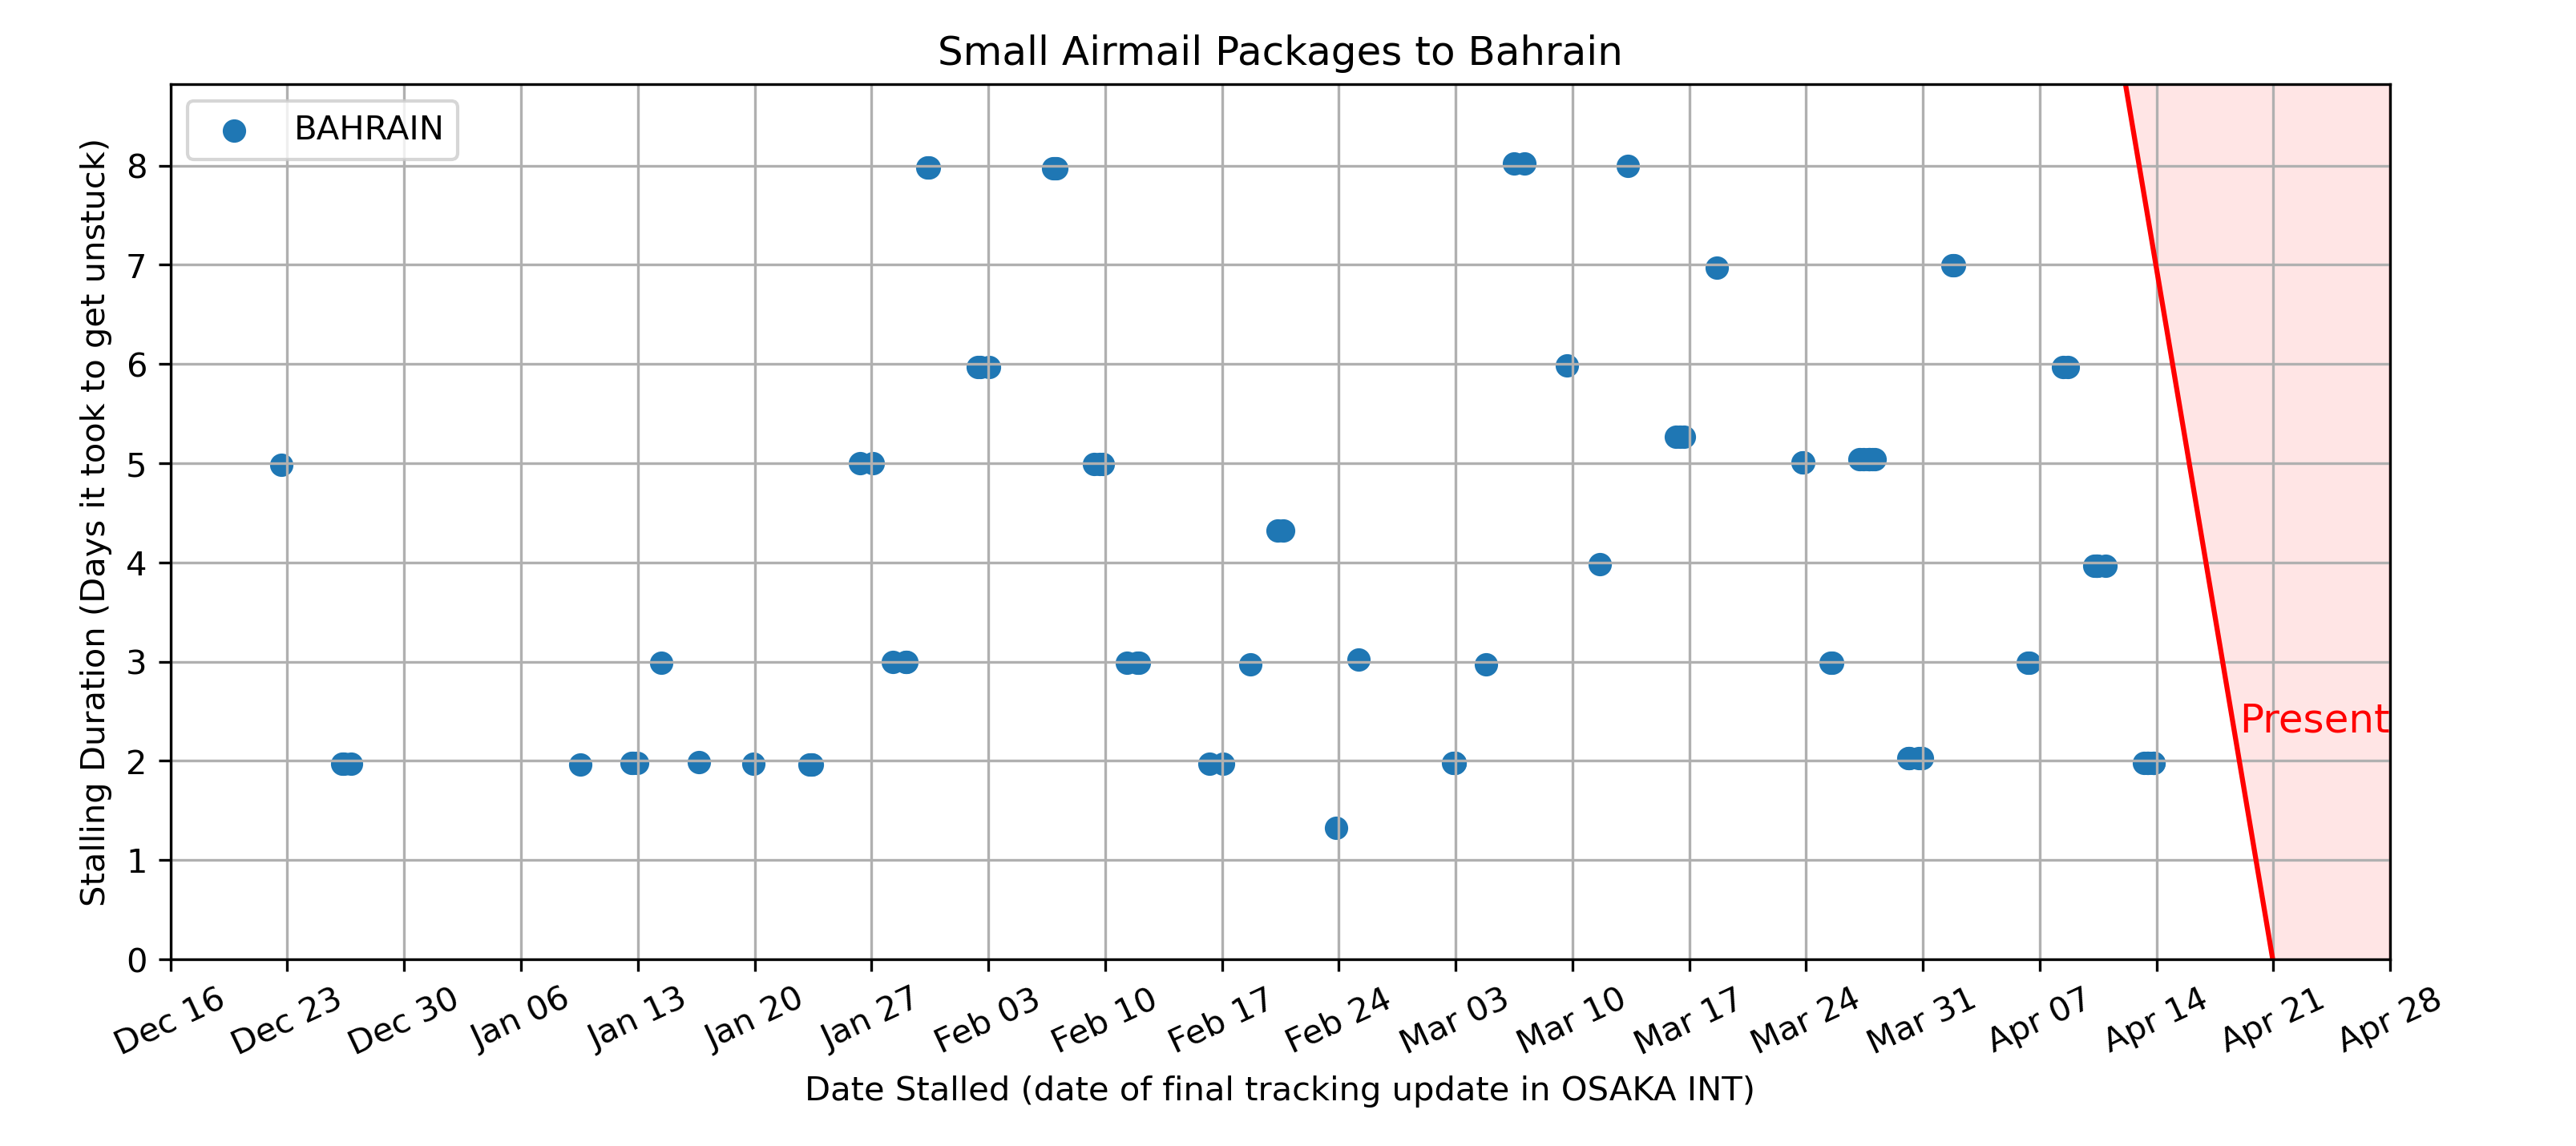 Small Airmail Packages to Bahrain
BAHRAIN
Stalling Duration (Days it took to get unstuck)
8
7
6
5
4
3
2
1
0
Present
Dec 16
Dec 23
Dec 30
Jan 06
Jan 13
Jan 20
Jan 27
Feb 03
Feb 10
Feb 17
Feb 24
Mar 03
Mar 10
Mar 17
Mar 24
Mar 31
Apr 07
Apr 14
Apr 21
Apr 28
Date Stalled (date of final tracking update in OSAKA INT)